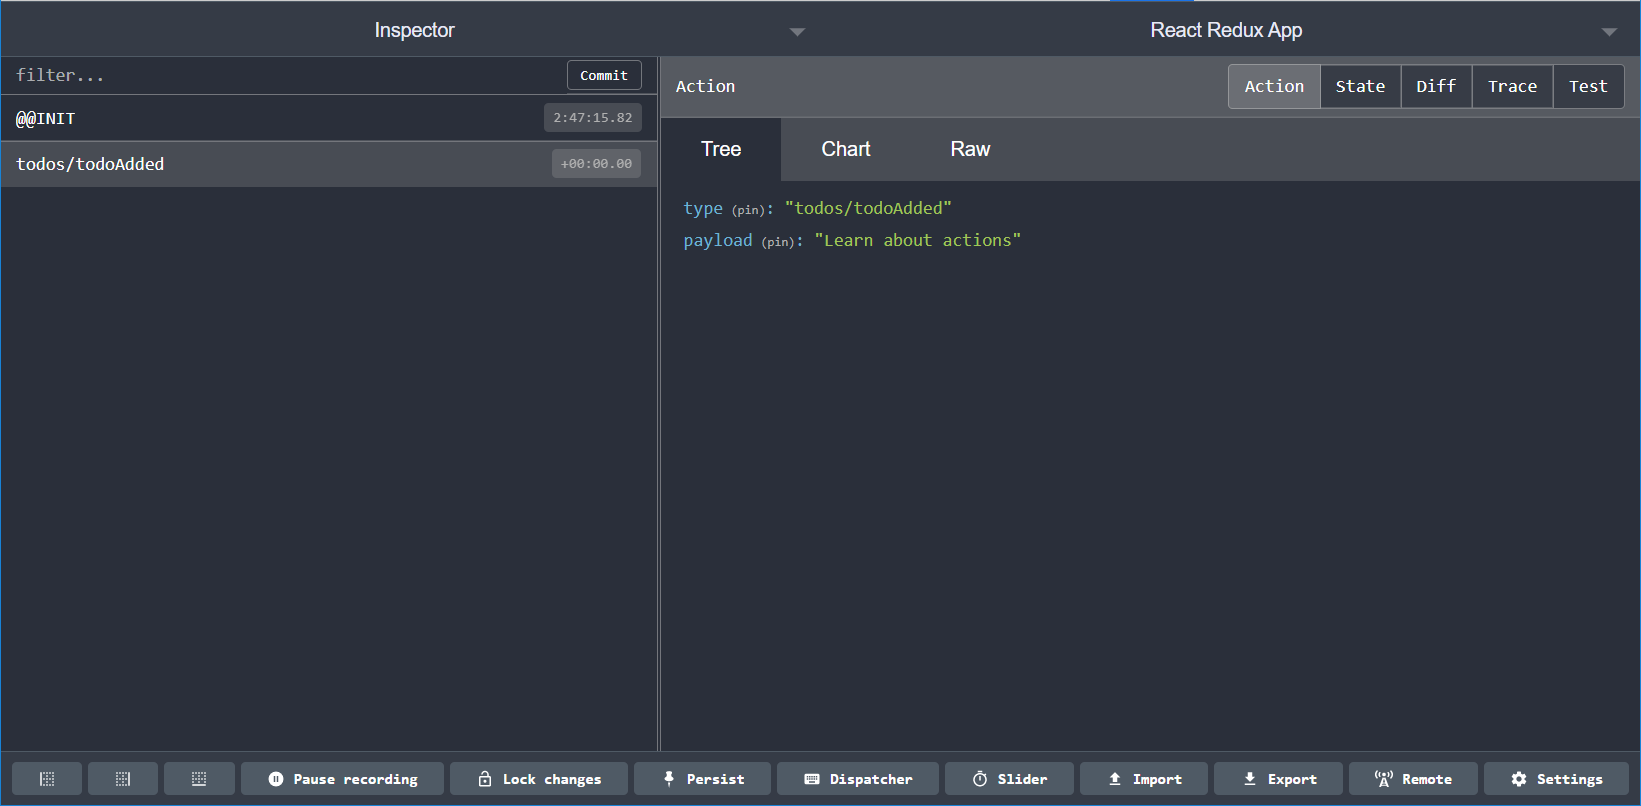 Inspector
React Redux App
filter...
Commit
@@INIT
2:47:15.82
todos/todoAdded
+00:00.00
Action
Action
State
Diff
Trace
Test
Tree
Chart
Raw
type (pin): "todos/todoAdded"
payload (pin): "Learn about actions"
Pause recording
Lock changes
Persist
Dispatcher
Slider
Import
Export
Remote
Settings